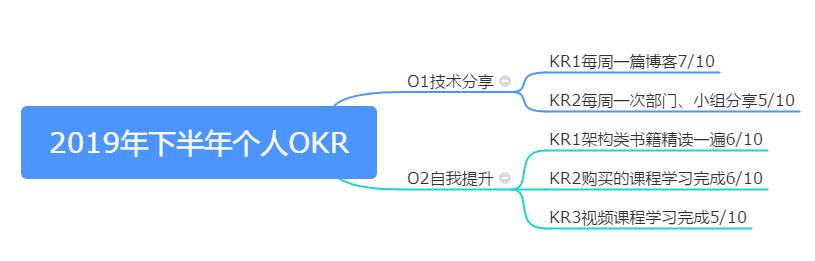 2019年下半年个人OKR
O1技术分享
KR1每周一篇博客7/10
KR2每周一次部门、小组分享5/10
O2自我提升
KR1架构类书籍精读一遍6/10
KR2购买的课程学习完成6/10
KR3视频课程学习完成5/10